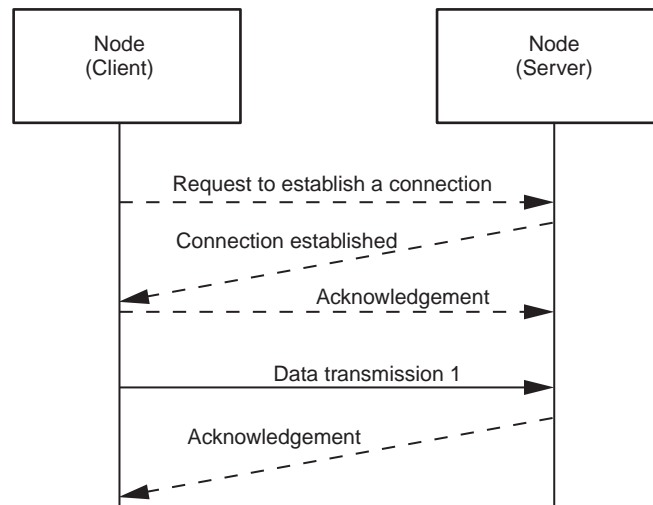 Node
(Client)
Node
(Server)
Request to establish a connection
Connection established
Acknowledgement
Data transmission 1
Acknowledgement